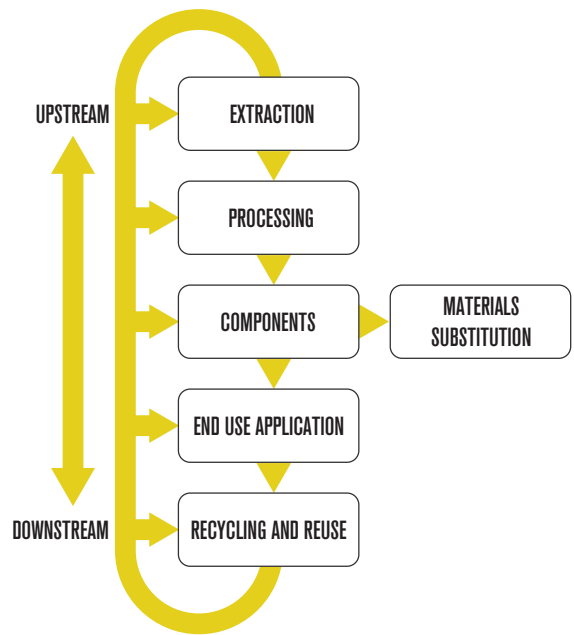 UPSTREAM
EXTRACTION
PROCESSING
COMPONENTS
MATERIALS
SUBSTITUTION
END USE APPLICATION
DOWNSTREAM
RECYCLING AND REUSE